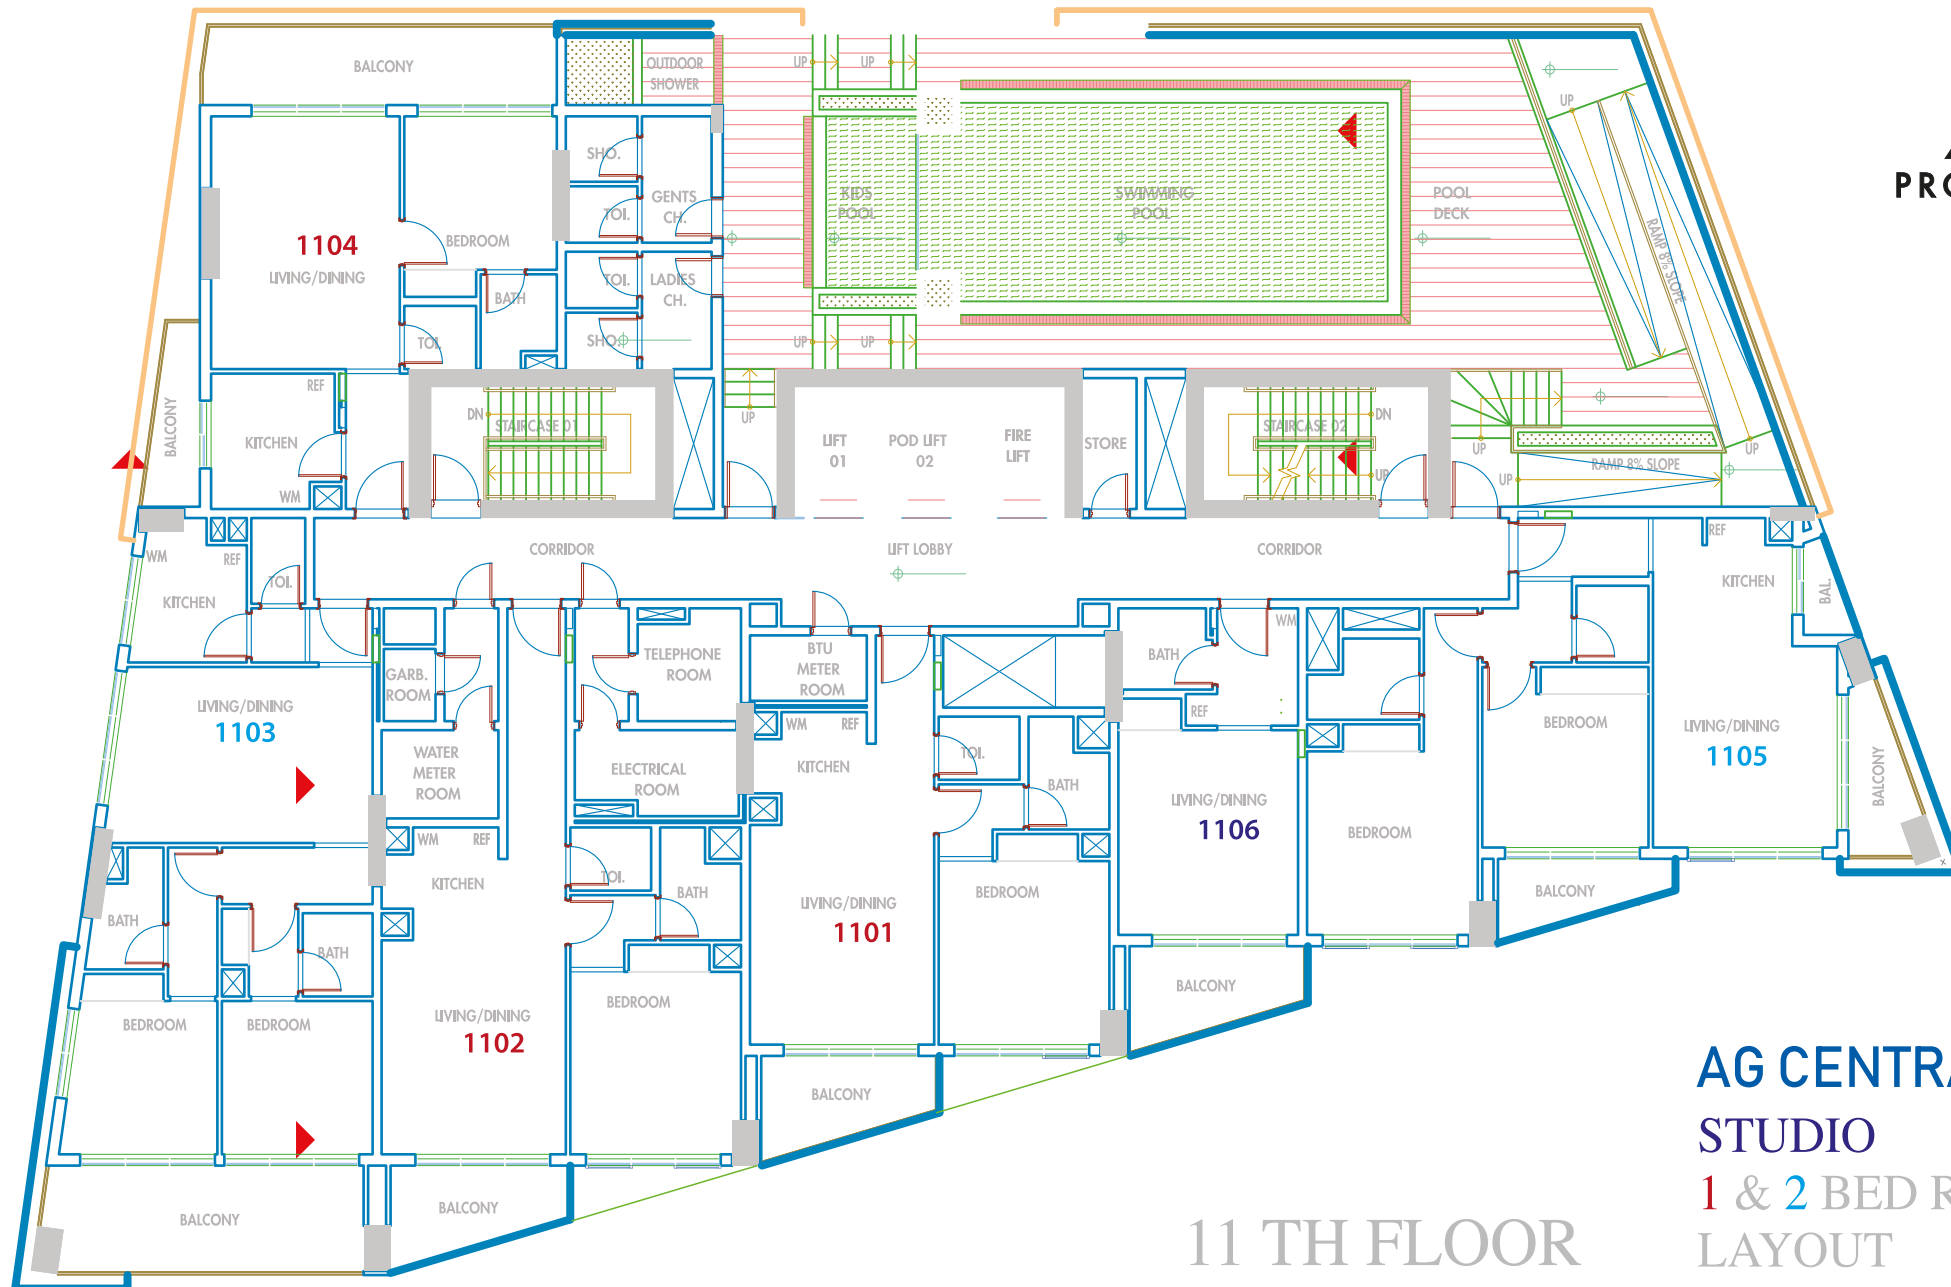 BALCONY
OUTDOOR
SHOWER
UP
UP
UP
PRO
SHO.
GENTS
CH.
TOI.
KIDS
POOL
SWIMMING
POOL
POOL
DECK
RAMP 8% SLOPE
1104
LIVING/DINING
BEDROOM
BATH
TOI.
LADIES
CH.
TOI.
SHO.
UP
UP
BALCONY
REF
KITCHEN
WM
DN
STAIRCASE 01
UP
LIFT
01
POD LIFT
02
FIRE
LIFT
STORE
STAIRCASE 02
DN
UP
UP
UP
UP
RAMP 8% SLOPE
WM
REF
TOI.
KITCHEN
CORRIDOR
LIFT LOBBY
CORRIDOR
REF
KITCHEN
BAL.
GARB.
ROOM
TELEPHONE
ROOM
BTU
METER
ROOM
BATH
WM
REF
LIVING/DINING
1103
WATER
METER
ROOM
ELECTRICAL
ROOM
WM
REF
KITCHEN
TOI.
BATH
LIVING/DINING
1106
BEDROOM
BEDROOM
LIVING/DINING
1105
BALCONY
WM
REF
KITCHEN
TOI.
BATH
LIVING/DINING
1101
BEDROOM
BALCONY
BATH
BATH
BEDROOM
BEDROOM
LIVING/DINING
1102
BEDROOM
BALCONY
BALCONY
BALCONY
BALCONY
AG CENTRA
STUDIO
1 & 2 BED R
LAYOUT
11 TH FLOOR